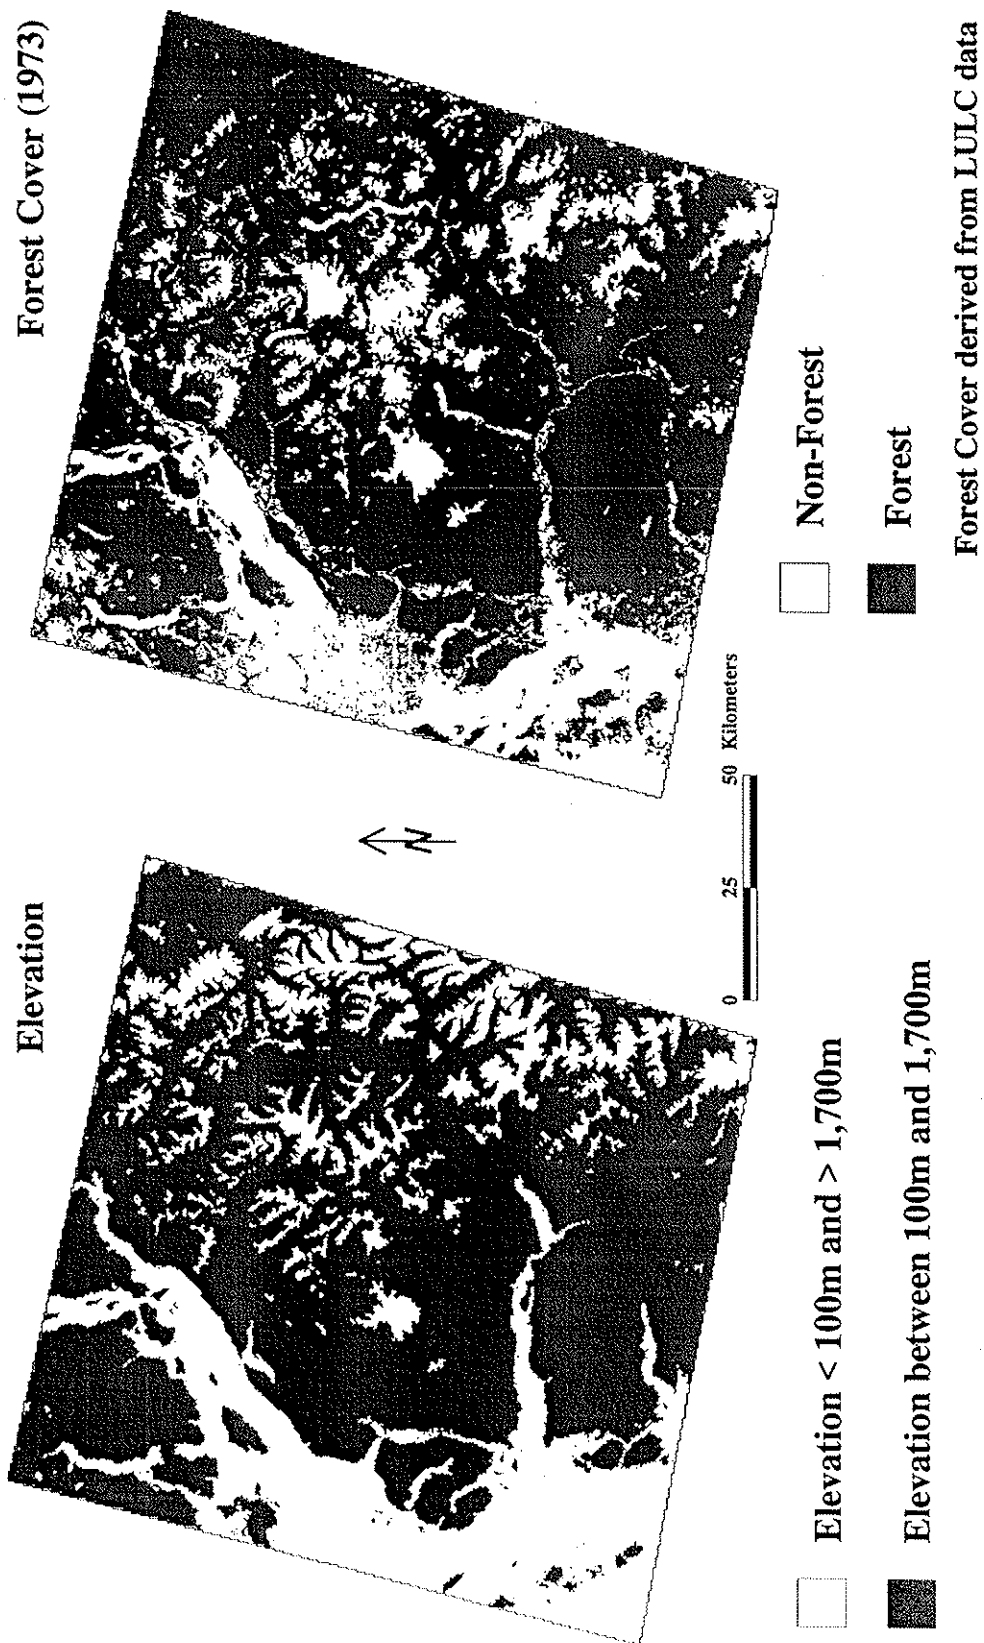 Elevation
Forest Cover (1973)
0 25 50 Kilometers
Elevation < 100m and > 1,700m
Elevation between 100m and 1,700m
Non-Forest
Forest
Forest Cover derived from LULC data